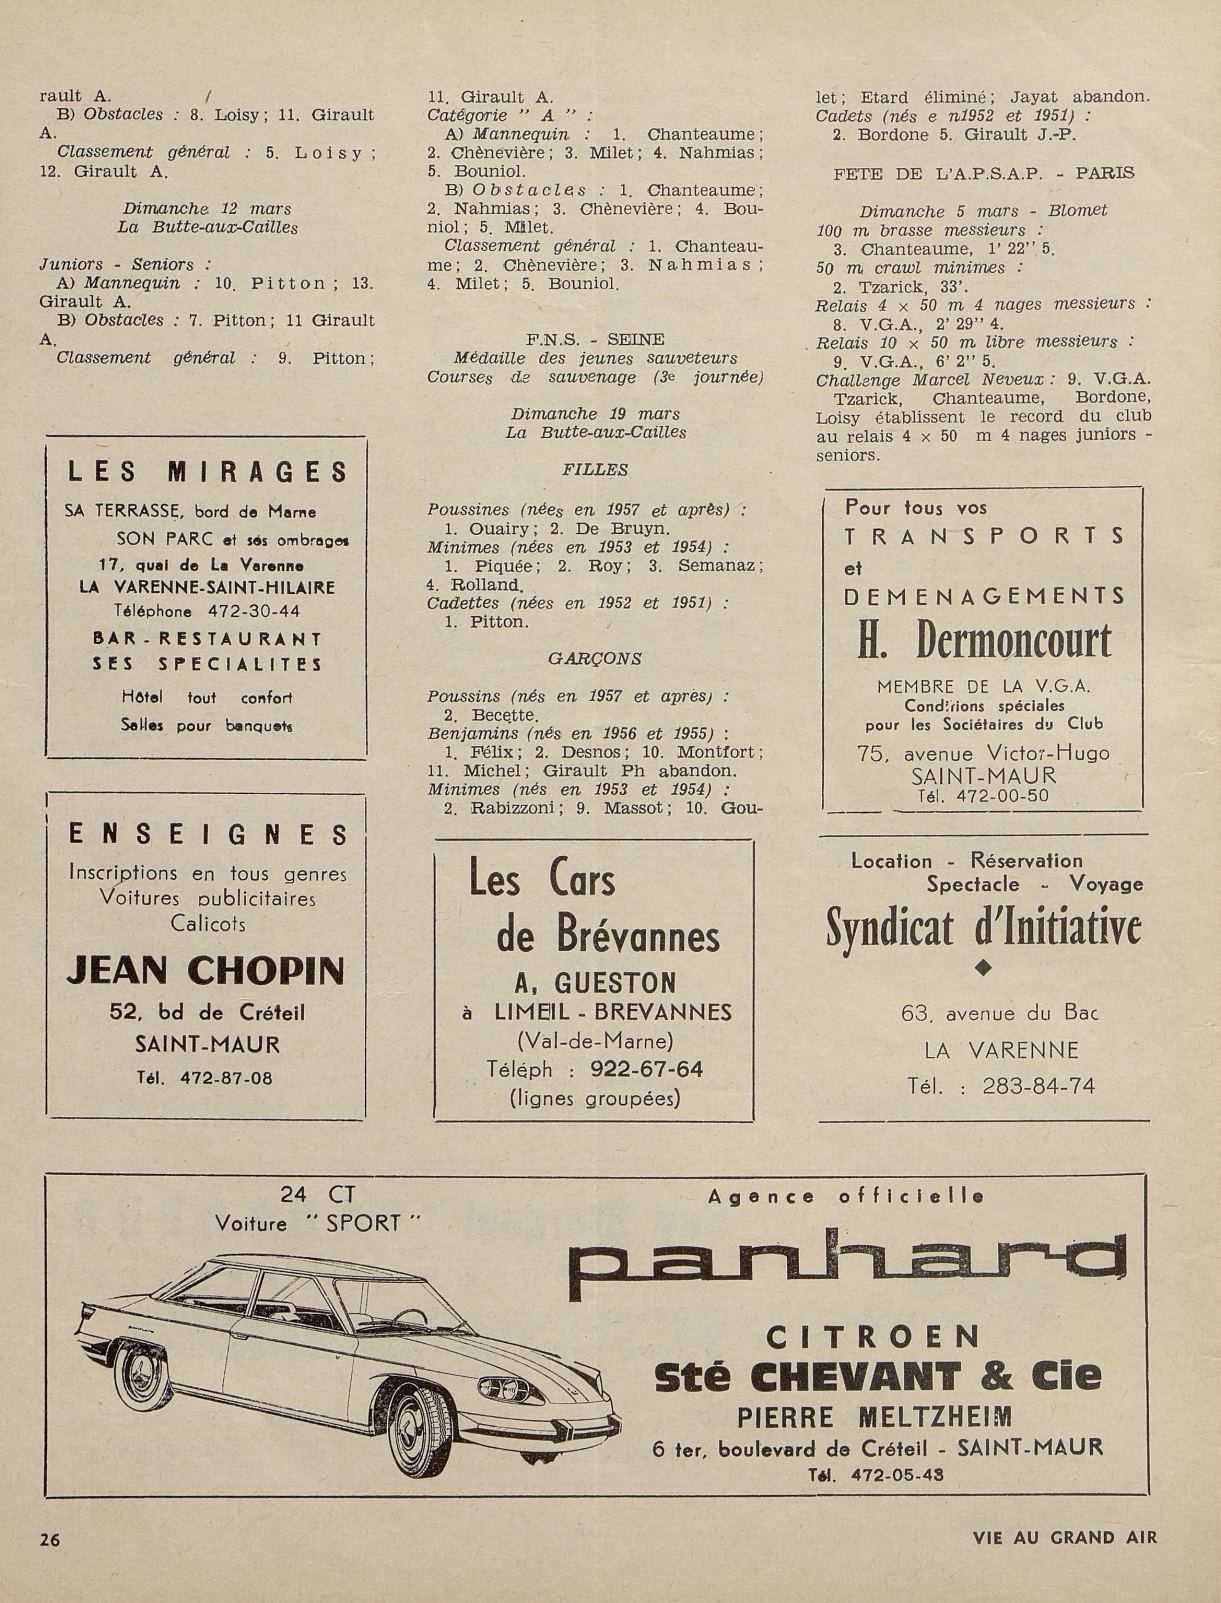 rault A.
B) Obstacles : 8. Loisy; 11. Girault
A.
Classement général : 5. Loisy ;
12. Girault A.
Dimanche 12 mars
La Butte-aux-Cailles
Juniors - Seniors :
A) Mannequin : 10. Pitton ; 13.
Girault A.
B) Obstacles : 7. Pitton; 11 Girault
A.
Classement général : 9. Pitton ;
11. Girault A.
Catégorie " A " :
A) Mannequin : 1. Chanteaume ;
2. Chènevière ; 3. Milet ; 4. Nahmias ;
5. Bouniol.
B) Obstacles : 1. Chanteaume ;
2. Nahmias ; 3. Chènevière ; 4. Bou-
niol ; 5. Milet.
Classement général : 1. Chanteau-
me ; 2. Chènevière ; 3. Nahmias ;
4. Milet ; 5. Bouniol.
F.N.S. - SEINE
Médaille des jeunes sauveteurs
Courses de sauvenage (3e journée)
Dimanche 19 mars
La Butte-aux-Cailles
FILLES
Poussines (nées en 1957 et après) :
1. Ouairy ; 2. De Bruyn.
Minimes (nées en 1953 et 1954) :
1. Piquée ; 2. Roy ; 3. Semanaz ;
4. Rolland.
Cadettes (nées en 1952 et 1951) :
1. Pitton.
GARÇONS
Poussins (nés en 1957 et après) :
2. Becette.
Benjamins (nés en 1956 et 1955) :
1. Félix ; 2. Desnos ; 10. Montfort ;
11. Michel ; Girault Ph abandon.
Minimes (nés en 1953 et 1954) :
2. Rabizzoni ; 9. Massot ; 10. Gou-
let ; Etard éliminé ; Jayat abandon.
Cadets (nés e n1952 et 1951) :
2. Bordone 5. Girault J.-P.
FETE DE L'A.P.S.A.P. - PARIS
Dimanche 5 mars - Blomet
100 m brasse messieurs :
3. Chanteaume, 1' 22'' 5.
50 m crawl minimes :
2. Tzarick, 33'.
Relais 4 × 50 m 4 nages messieurs :
8. V.G.A., 2' 29'' 4.
Relais 10 × 50 m libre messieurs :
9. V.G.A., 6' 2'' 5.
Challenge Marcel Neveux : 9. V.G.A.
Tzarick, Chanteaume, Bordone,
Loisy établissent le record du club
au relais 4 × 50 m 4 nages juniors -
seniors.
LES MIRAGES
SA TERRASSE, bord de Marne
SON PARC et ses ombrages
17, quai de La Varenne
LA VARENNE-SAINT-HILAIRE
Téléphone 472-30-44
BAR - RESTAURANT
SES SPECIALITES
Hôtel tout confort
Salles pour banquets
ENSEIGNES
Inscriptions en tous genres
Voitures publicitaires
Calicots
JEAN CHOPIN
52, bd de Créteil
SAINT-MAUR
Tél. 472-87-08
Les Cars
de Brévannes
A, GUESTON
à LIMEIL - BREVANNES
(Val-de-Marne)
Téléph : 922-67-64
(lignes groupées)
Pour tous vos
TRANSPORTS
et
DEMENAGEMENTS
H. Dermoncourt
MEMBRE DE LA V.G.A.
Conditions spéciales
pour les Sociétaires du Club
75, avenue Victor-Hugo
SAINT-MAUR
Tél. 472-00-50
Location - Réservation
Spectacle - Voyage
Syndicat d'Initiative
63, avenue du Bac
LA VARENNE
Tél. : 283-84-74
24 CT
Voiture " SPORT "
Agence officielle
panhard
CITROEN
Sté CHEVANT & Cie
PIERRE MELTZHEIM
6 ter, boulevard de Créteil - SAINT-MAUR
Tél. 472-05-43
26
VIE AU GRAND AIR